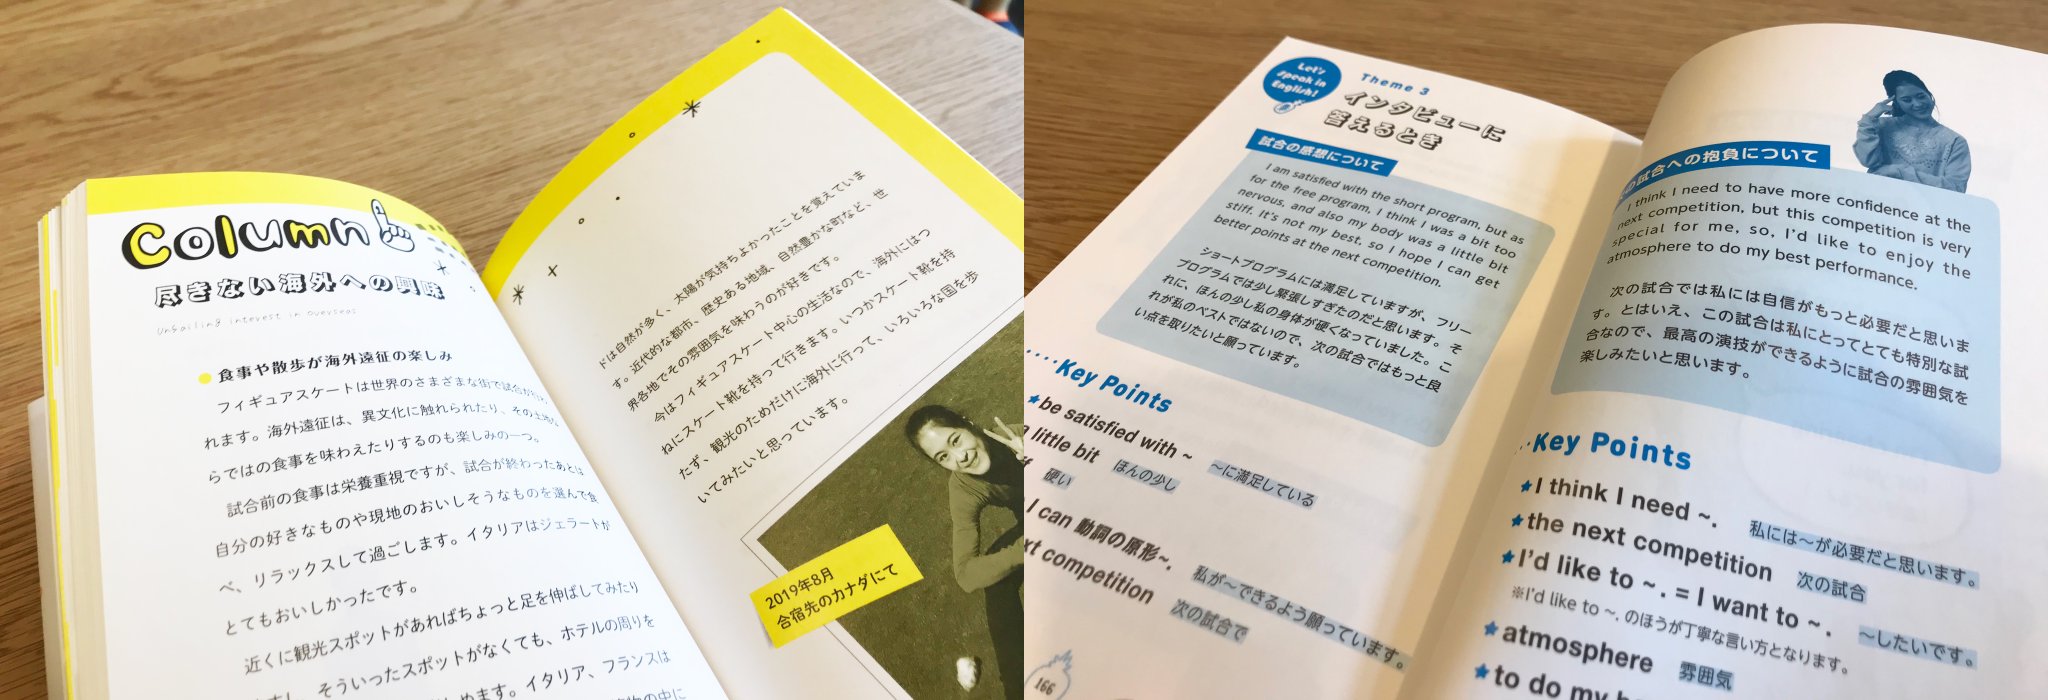 Column
尽きない海外への興味
Unfailing interest in overseas
食事や散歩が海外遠征の楽しみ
フィギュアスケートは世界のさまざまな街で試合が
れます。海外遠征は、異文化に触れられたり、その土地な
らではの食事を味わえたりするのも楽しみの一つ。
試合前の食事は栄養重視ですが、試合が終わったあとは
自分の好きなものや現地のおいしそうなものを選んで食
べ、リラックスして過ごします。イタリアはジェラートが
とてもおいしかったです。
近くに観光スポットがあればちょっと足を伸ばしてみたり
そういったスポットがなくても、ホテルの周りを
イタリア、フランスは
ドは自然が多く、太陽が気持ちよかったことを覚えていま
す。近代的な都市、歴史ある地域、自然豊かな町など、世
界各地でその雰囲気を味わうのが好きです。
今はフィギュアスケート中心の生活なので、海外にはつ
ねにスケート靴を持って行きます。いつかスケート靴を持
たず、観光のためだけに海外に行って、いろいろな国を歩
いてみたいと思っています。
2019年8月
合宿先のカナダにて
Let's
speak in
English!
Theme 3
インタビューに
答えるとき
試合の感想について
I am satisfied with the short program, but as
for the free program, I think I was a bit too
nervous, and also my body was a little bit
stiff. It's not my best, so I hope I can get
better points at the next competition.
ショートプログラムには満足していますが、フリー
プログラムでは少し緊張しすぎたのだと思います。そ
れに、ほんの少し私の身体が硬くなっていました。こ
れが私のベストではないので、次の試合ではもっと良
い点を取りたいと願っています。
Key Points
be satisfied with ~ ～に満足している
little bit ほんの少し
硬い
I can 動詞の原形~. 私が～できるよう願っています。
competition 次の試合で
166
の試合への抱負について
I think I need to have more confidence at the
next competition, but this competition is very
special for me, so, I'd like to enjoy the
atmosphere to do my best performance.
次の試合では私には自信がもっと必要だと思いま
す。とはいえ、この試合は私にとってとても特別な試
合なので、最高の演技ができるように試合の雰囲気を
楽しみたいと思います。
Key Points
I think I need ~. 私には～が必要だと思います。
the next competition 次の試合
I'd like to ~. = I want to ~. ～したいです。
※I'd like to ~. のほうが丁寧な言い方となります。
atmosphere 雰囲気
to do my